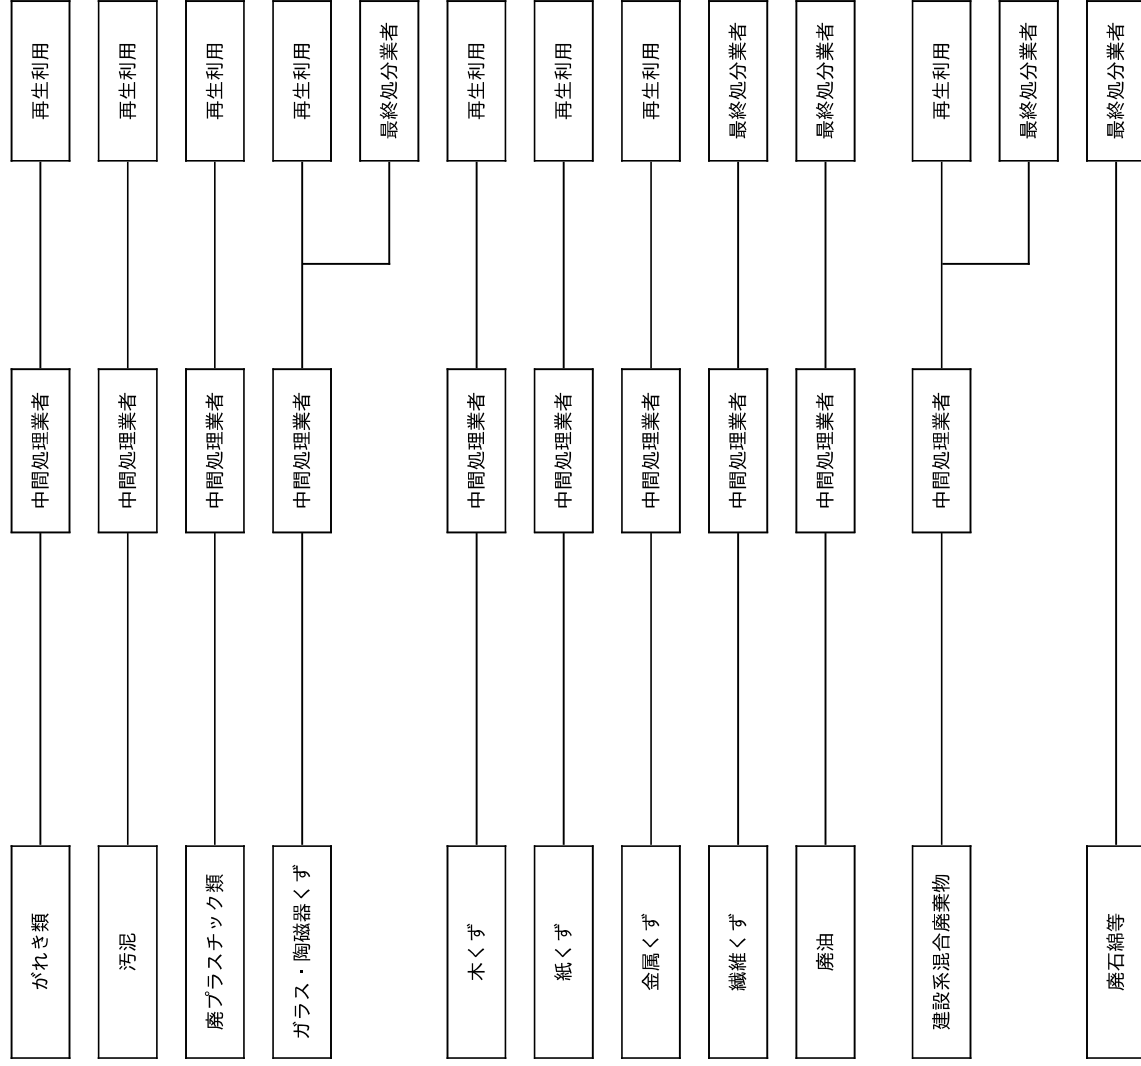 がれき類
中間処理業者
再生利用
汚泥
中間処理業者
再生利用
廃プラスチック類
中間処理業者
再生利用
ガラス・陶磁器くず
中間処理業者
再生利用
最終処分業者
木くず
中間処理業者
再生利用
紙くず
中間処理業者
再生利用
金属くず
中間処理業者
再生利用
繊維くず
中間処理業者
最終処分業者
廃油
中間処理業者
最終処分業者
建設系混合廃棄物
中間処理業者
再生利用
最終処分業者
廃石綿等
最終処分業者